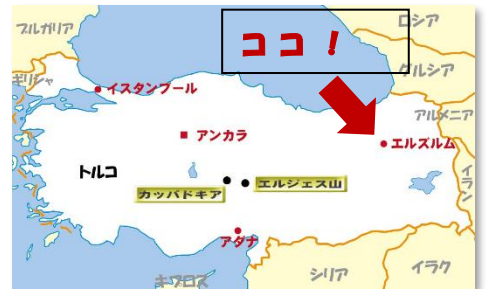 ブルガリア
ココ！
ロシア
グルシア
ギリシャ
イスタンブール
アルメニア
アンカラ
エルズルム
トルコ
イラン
カッパドキア
エルジェス山
アダナ
キプロス
シリア
イラク